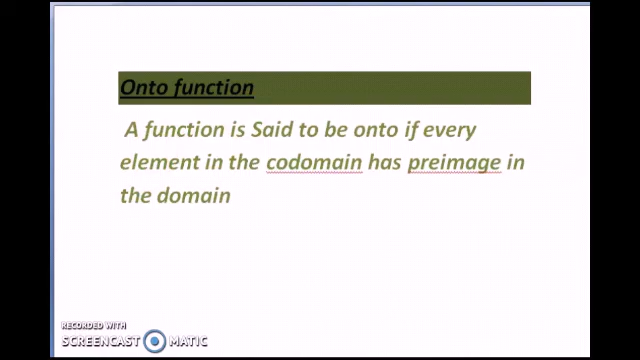 Onto function
A function is Said to be onto if every
element in the codomain has preimage in
the domain
RECORDED WITH
SCREENCAST MATIC